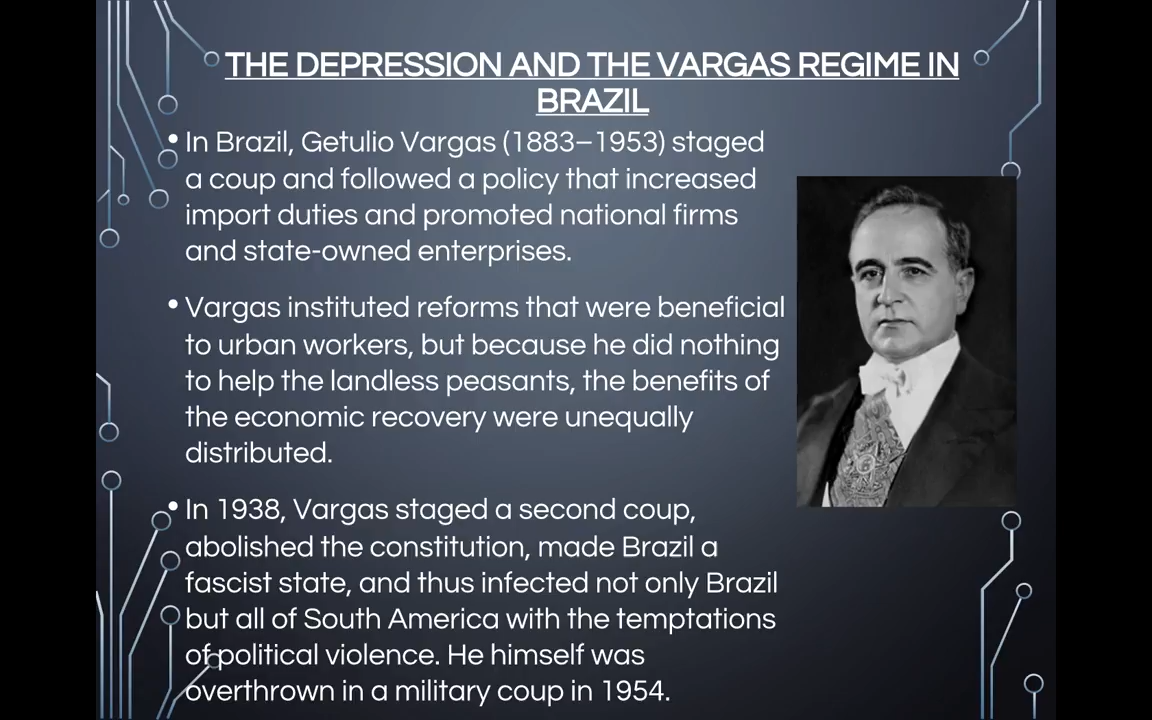 THE DEPRESSION AND THE VARGAS REGIME IN
BRAZIL
• In Brazil, Getulio Vargas (1883–1953) staged
a coup and followed a policy that increased
import duties and promoted national firms
and state-owned enterprises.
• Vargas instituted reforms that were beneficial
to urban workers, but because he did nothing
to help the landless peasants, the benefits of
the economic recovery were unequally
distributed.
• In 1938, Vargas staged a second coup,
abolished the constitution, made Brazil a
fascist state, and thus infected not only Brazil
but all of South America with the temptations
of political violence. He himself was
overthrown in a military coup in 1954.